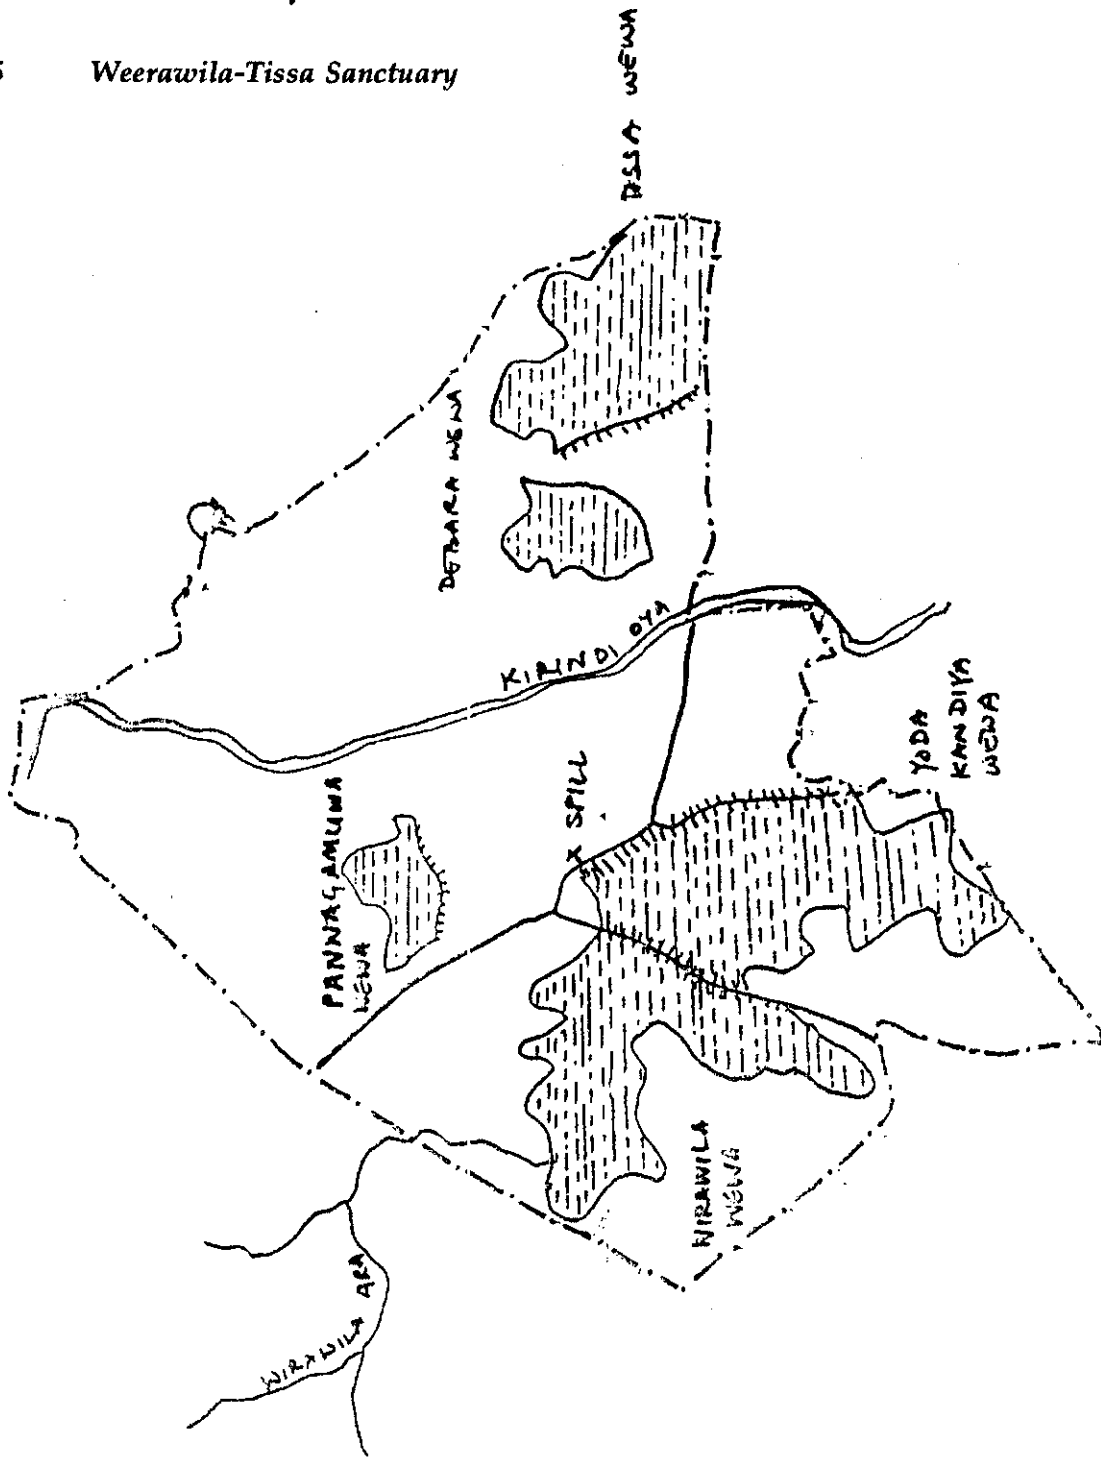 Weerawila-Tissa Sanctuary
TISSA WEWA
DEBARA WEWA
KIRINDI OYA
PANNAGAMUWA
WEWA
X SPILL
YODA
KANDIYA
WEWA
WIRAWILA
WEWA
WIRAWILA ARA